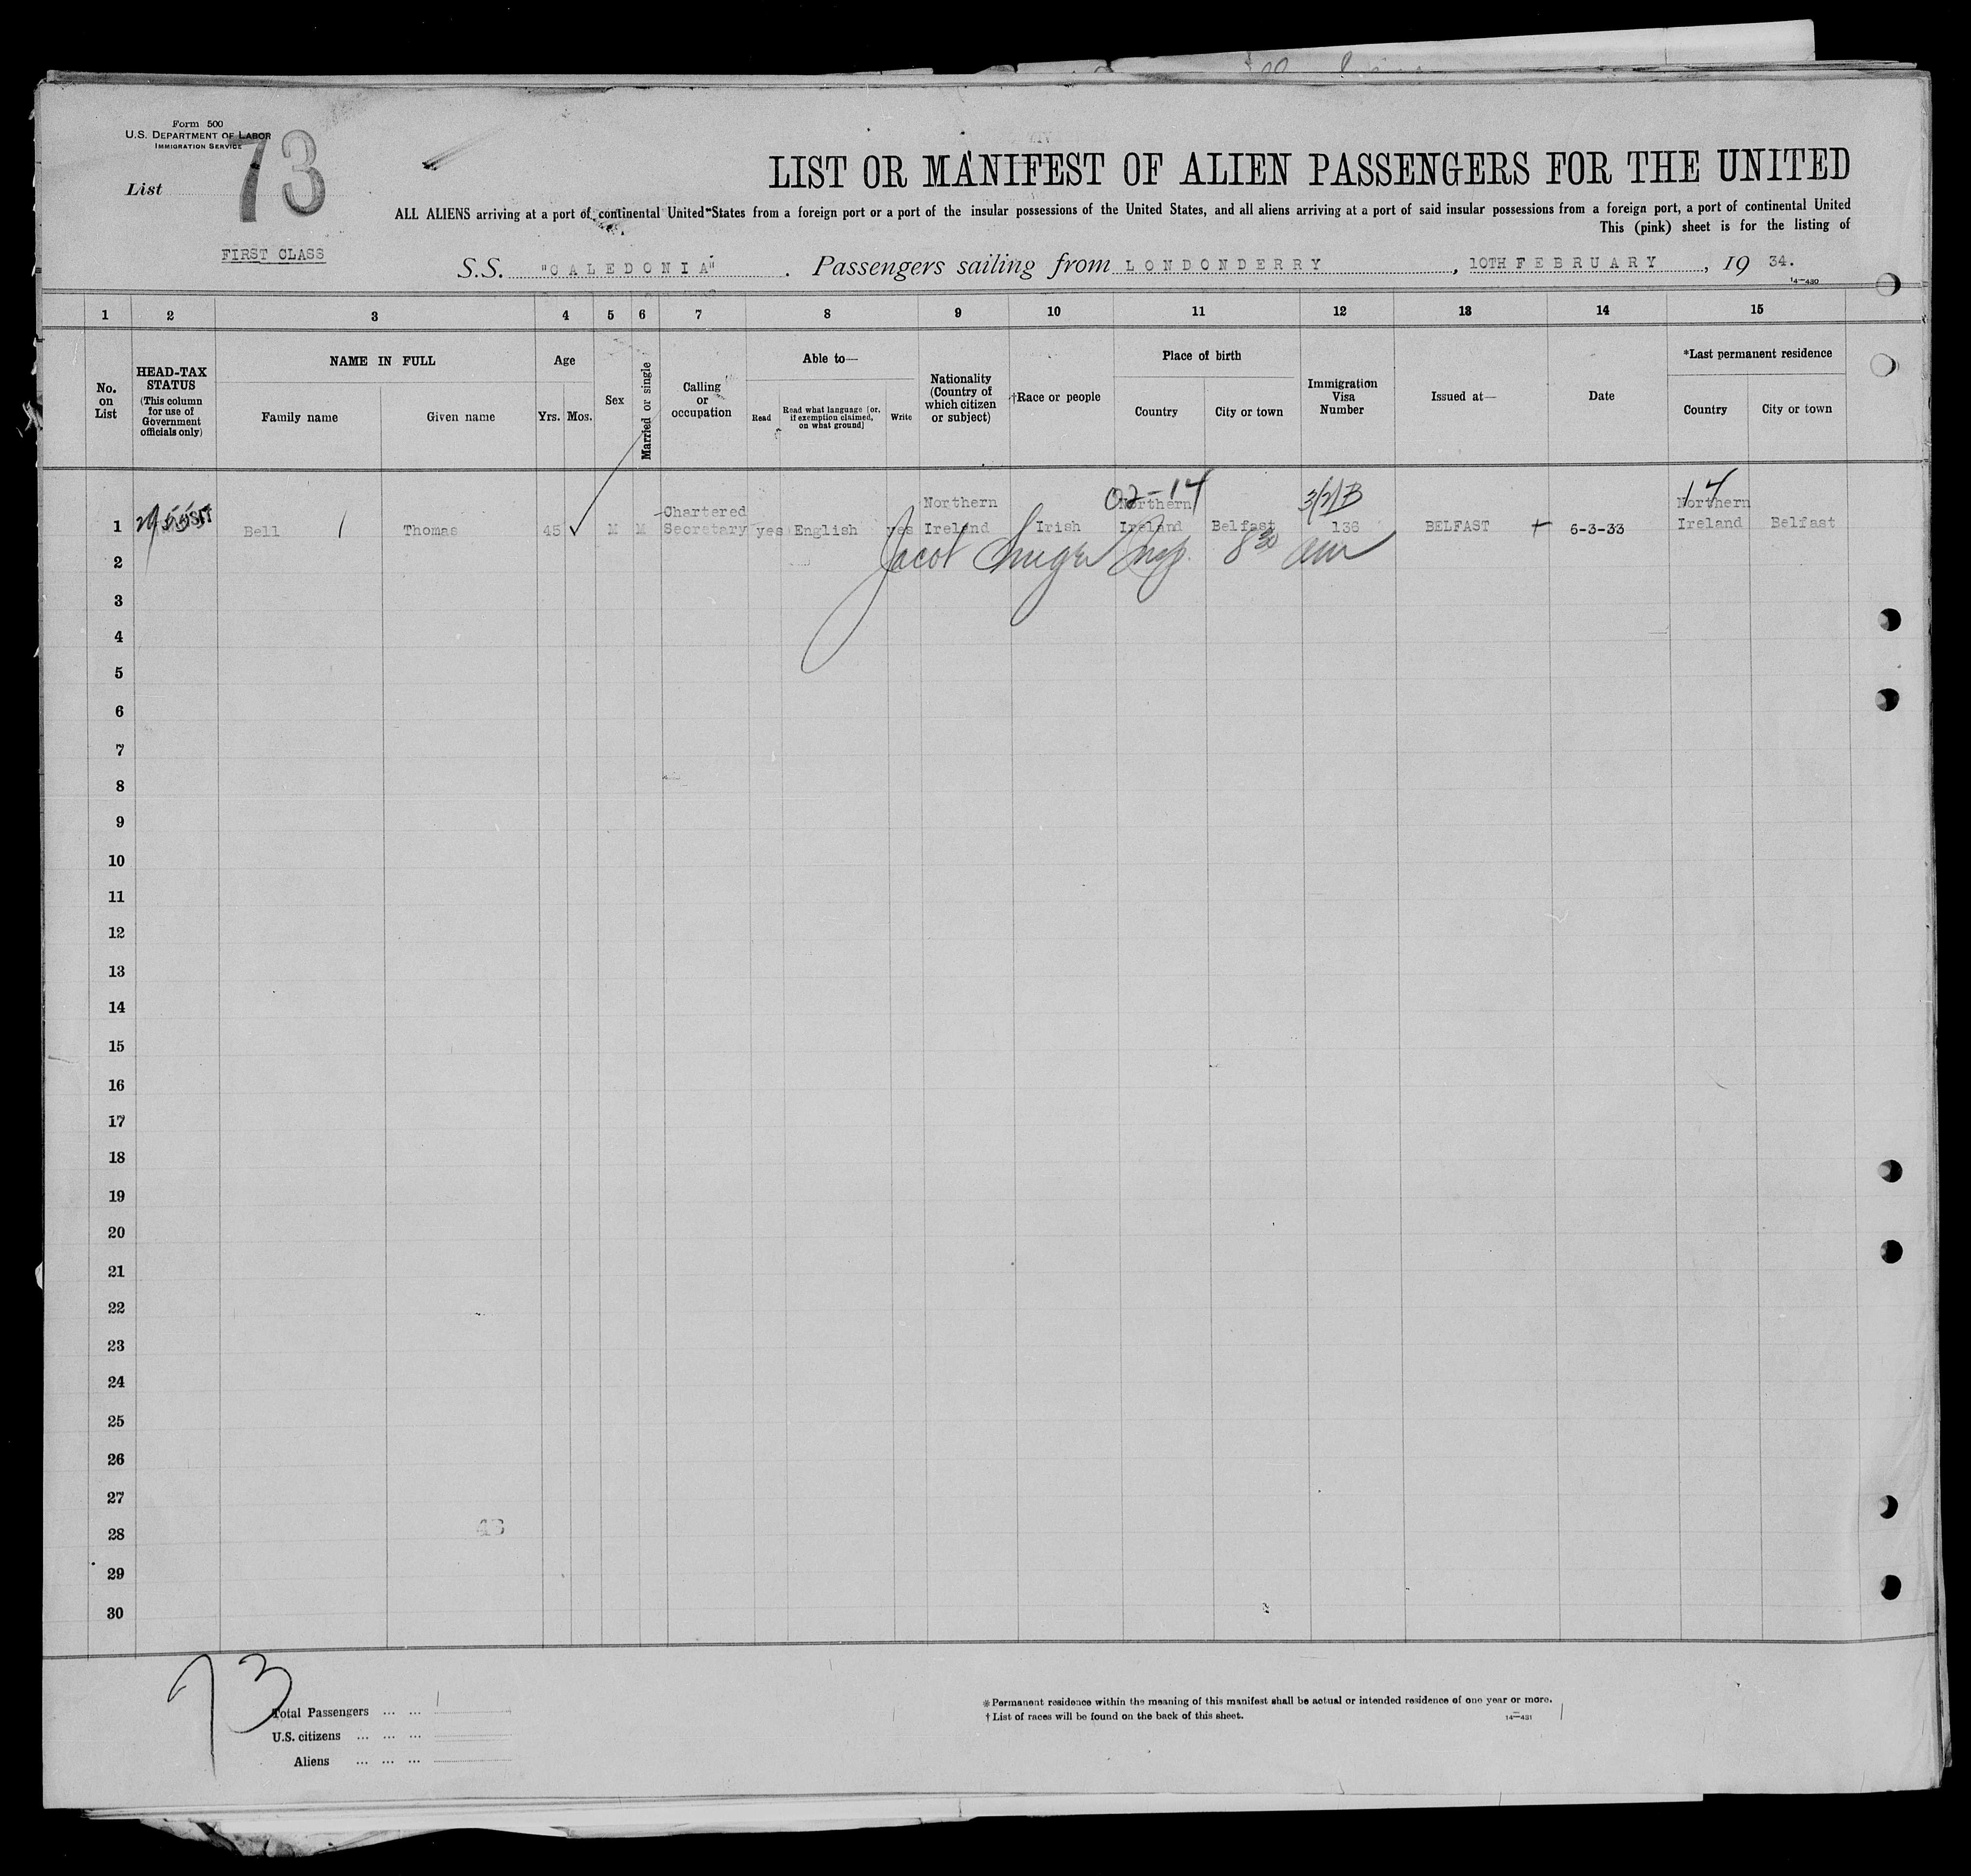 Form 500
U.S. DEPARTMENT OF LABOR
IMMIGRATION SERVICE
List 73
LIST OR MANIFEST OF ALIEN PASSENGERS FOR THE UNITED
ALL ALIENS arriving at a port of continental United States from a foreign port or a port of the insular possessions of the United States, and all aliens arriving at a port of said insular possessions from a foreign port, a port of continental United
This (pink) sheet is for the listing of
FIRST CLASS
S.S. "CALEDONIA". Passengers sailing from LONDONDERRY, 10TH FEBRUARY, 19 34.
14—430
1 2 3 4 5 6 7 8 9 10 11 12 13 14 15
No. on List
HEAD-TAX STATUS
(This column for use of Government officials only)
NAME IN FULL
Family name
Given name
Age
Yrs. Mos.
Sex
Married or single
Calling or occupation
Able to—
Read
Read what language [or, if exemption claimed, on what ground]
Write
Nationality (Country of which citizen or subject)
†Race or people
Place of birth
Country
City or town
Immigration Visa Number
Issued at—
Date
*Last permanent residence
Country
City or town
02-14 14
1 Bell Thomas 45 M M Chartered Secretary yes English yes Northern Ireland Irish Northern Ireland Belfast 136 BELFAST 6-3-33 Northern Ireland Belfast
Jacob Insp. 8 30 am
2
3
4
5
6
7
8
9
10
11
12
13
14
15
16
17
18
19
20
21
22
23
24
25
26
27
28
29
30
73
Total Passengers ... ... 1
U.S. citizens ... ... ...
Aliens ... ... ...
* Permanent residence within the meaning of this manifest shall be actual or intended residence of one year or more.
† List of races will be found on the back of this sheet.
14—431